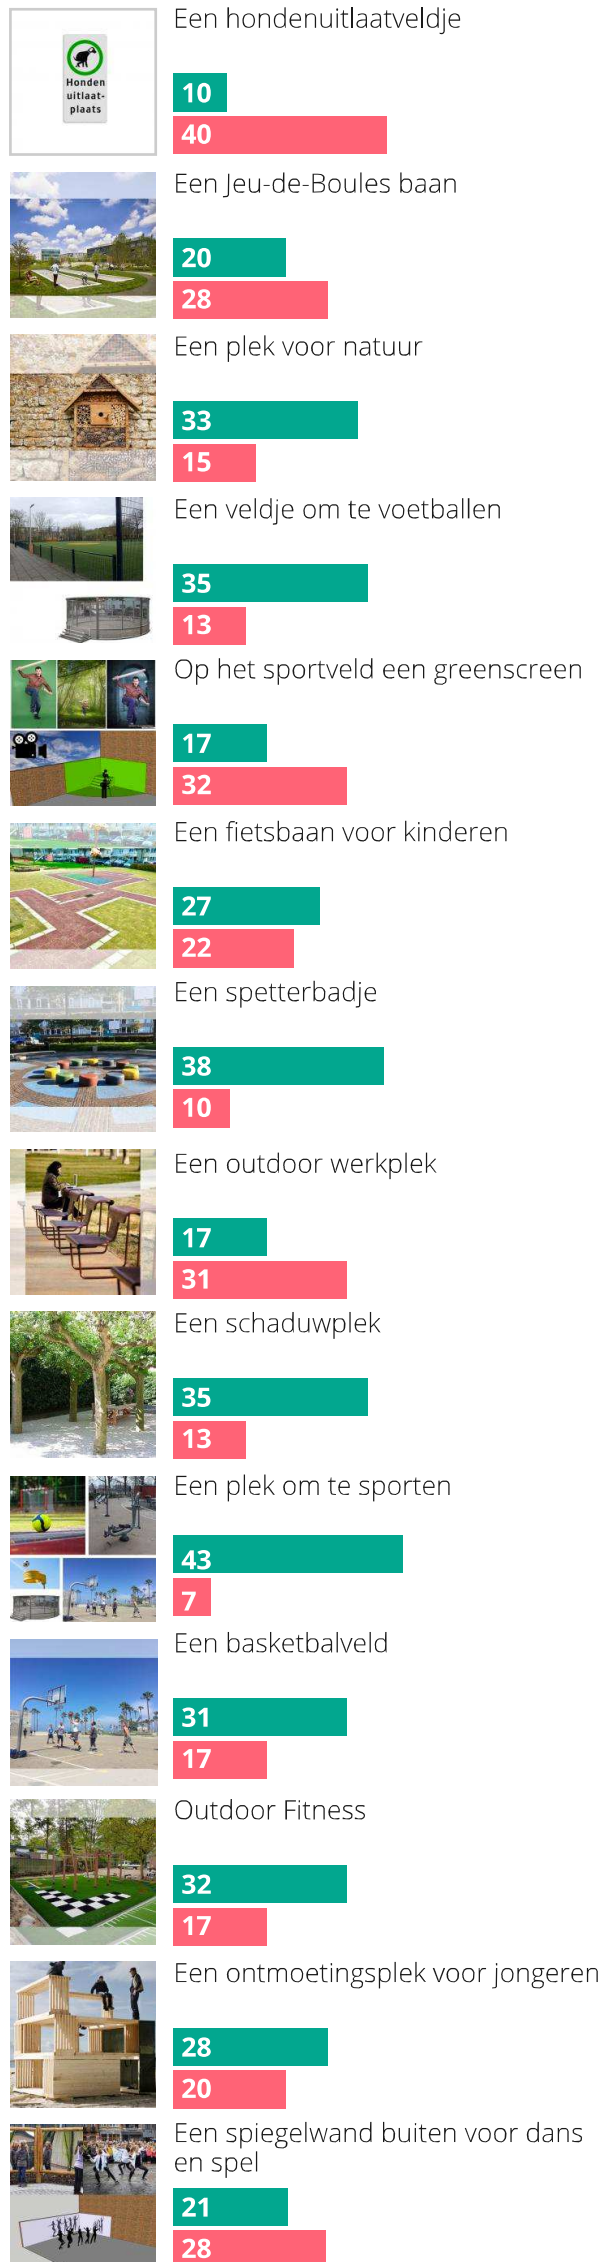 Een hondenuitlaatveldje
Honden
uitlaat-
plaats
10
40
Een Jeu-de-Boules baan
20
28
Een plek voor natuur
33
15
Een veldje om te voetballen
35
13
Op het sportveld een greenscreen
17
32
Een fietsbaan voor kinderen
27
22
Een spetterbadje
38
10
Een outdoor werkplek
17
31
Een schaduwplek
35
13
Een plek om te sporten
43
7
Een basketbalveld
31
17
Outdoor Fitness
32
17
Een ontmoetingsplek voor jongeren
28
20
Een spiegelwand buiten voor dans
en spel
21
28